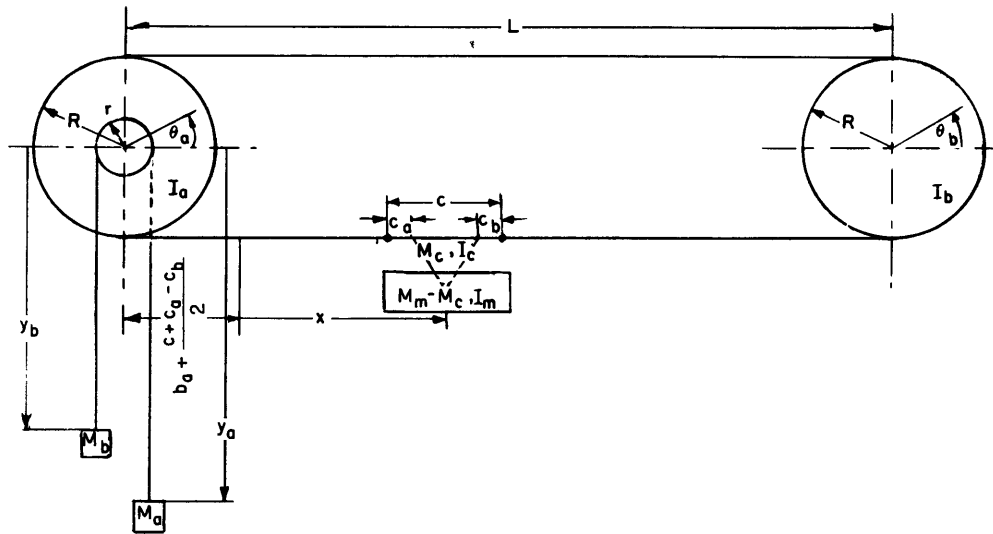 L
R
r
θa
Ia
R
θb
Ib
c
ca
cb
Mc, Ic
Mm-Mc, Im
x
ba + c+ca-cb / 2
yb
ya
Mb
Ma